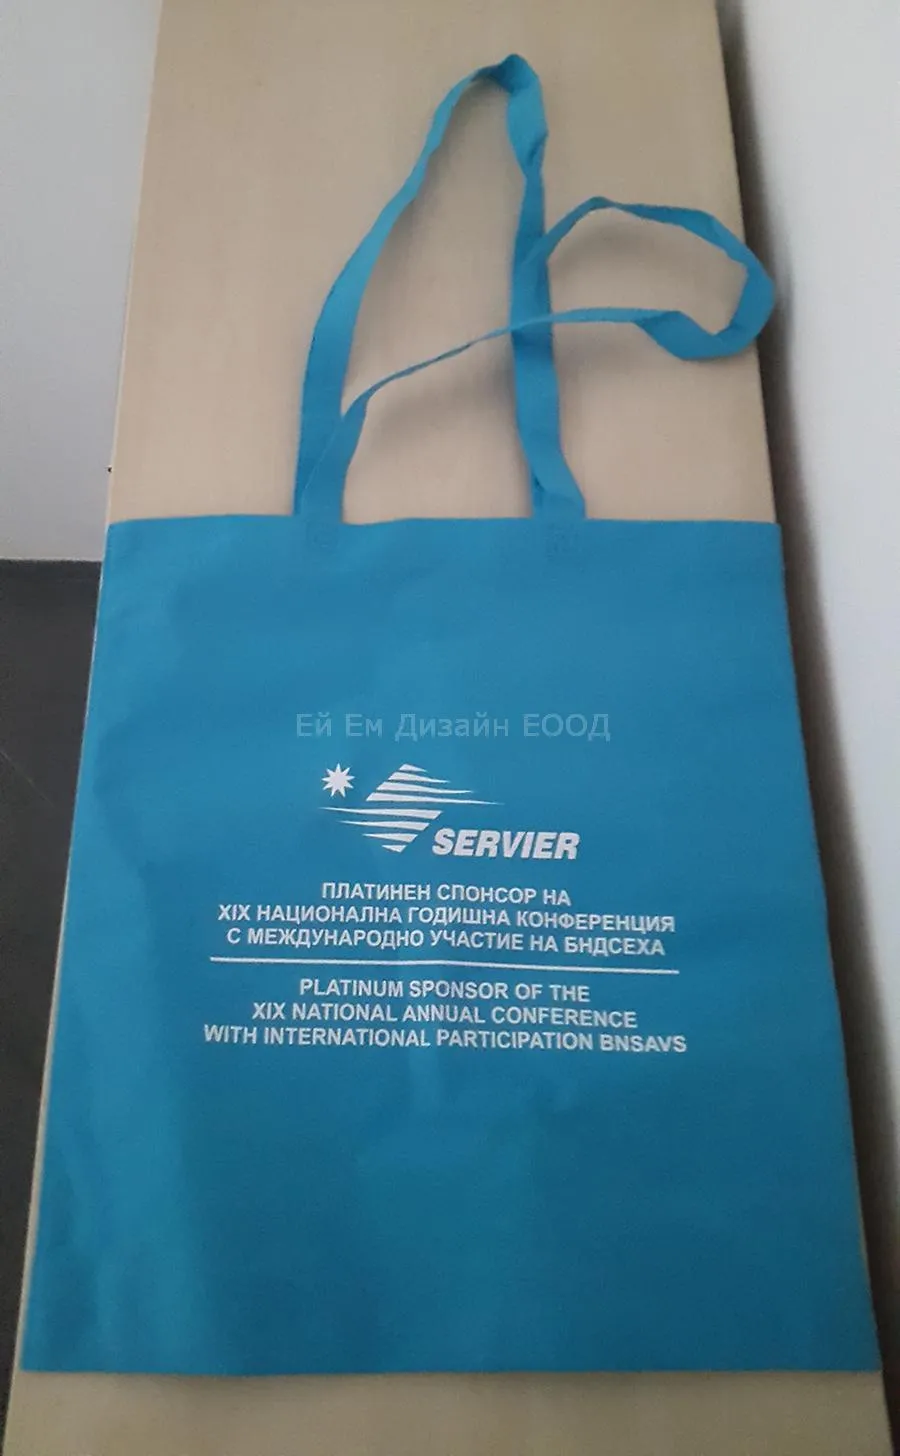 Ей Ем Дизайн ЕООД
SERVIER
ПЛАТИНЕН СПОНСОР НА
XIX НАЦИОНАЛНА ГОДИШНА КОНФЕРЕНЦИЯ
С МЕЖДУНАРОДНО УЧАСТИЕ НА БНДСЕХА
PLATINUM SPONSOR OF THE
XIX NATIONAL ANNUAL CONFERENCE
WITH INTERNATIONAL PARTICIPATION BNSAVS